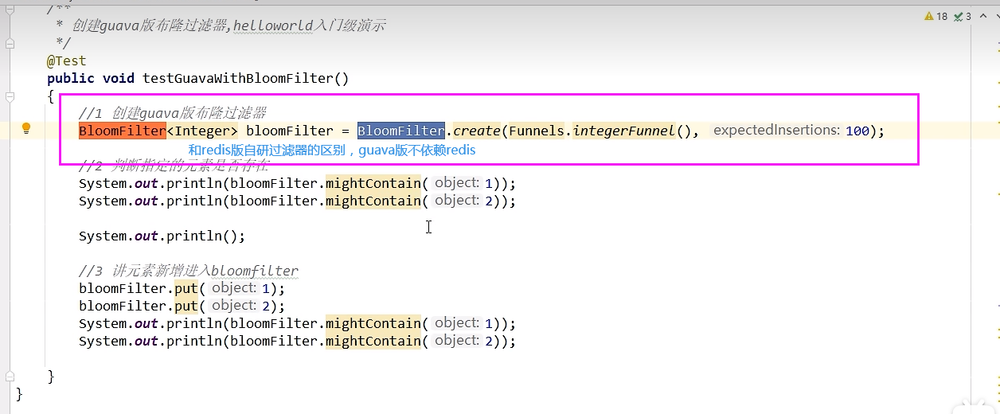 /**
* 创建guava版布隆过滤器,helloworld入门级演示
*/
@Test
public void testGuavaWithBloomFilter()
{
//1 创建guava版布隆过滤器
BloomFilter<Integer> bloomFilter = BloomFilter.create(Funnels.integerFunnel(), expectedInsertions: 100);
和redis版自研过滤器的区别，guava版不依赖redis
//2 判断指定的元素是否存在
System.out.println(bloomFilter.mightContain( object: 1));
System.out.println(bloomFilter.mightContain( object: 2));
System.out.println();
//3 讲元素新增进入bloomfilter
bloomFilter.put( object: 1);
bloomFilter.put( object: 2);
System.out.println(bloomFilter.mightContain( object: 1));
System.out.println(bloomFilter.mightContain( object: 2));
}
}
18 3